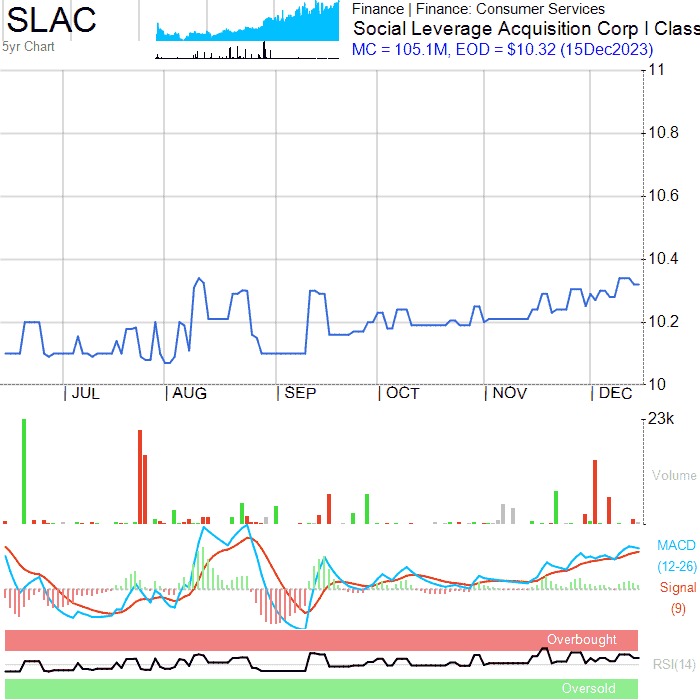 SLAC
5yr Chart
Finance | Finance: Consumer Services
Social Leverage Acquisition Corp I Class
MC = 105.1M, EOD = $10.32 (15Dec2023)
11
10.8
10.6
10.4
10.2
10
JUL
AUG
SEP
OCT
NOV
DEC
23k
Volume
MACD
(12-26)
Signal
(9)
Overbought
RSI(14)
Oversold